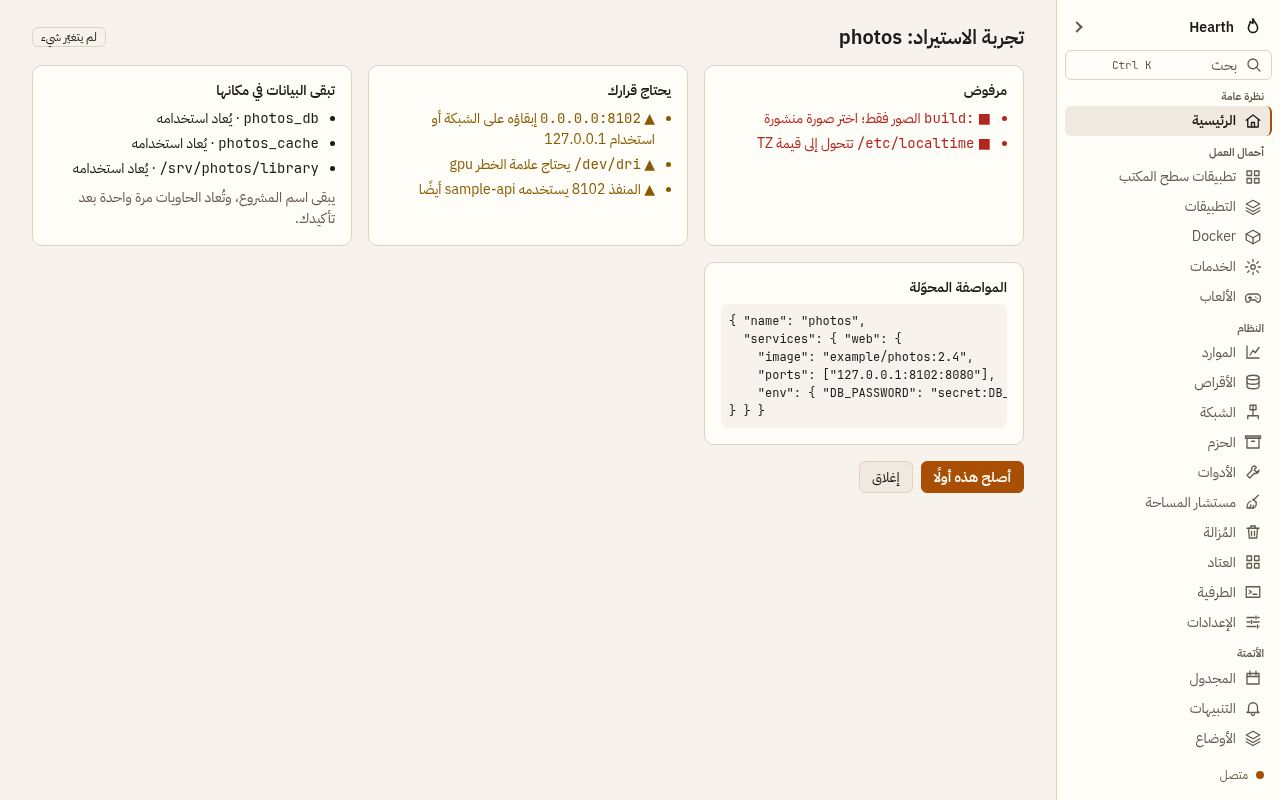 Hearth
بحث Ctrl K
نظرة عامة
الرئيسية
أحمال العمل
تطبيقات سطح المكتب
التطبيقات
Docker
الخدمات
الألعاب
النظام
الموارد
الأقراص
الشبكة
الحزم
الأدوات
مستشار المساحة
المُزالة
العتاد
الطرفية
الإعدادات
الأتمتة
المجدول
التنبيهات
الأوضاع
متصل
تجربة الاستيراد: photos
لم يتغيّر شيء
مرفوض
build: الصور فقط؛ اختر صورة منشورة
/etc/localtime تتحول إلى قيمة TZ
يحتاج قرارك
0.0.0.0:8102 إبقاؤه على الشبكة أو
استخدام 127.0.0.1
/dev/dri يحتاج علامة الخطر gpu
المنفذ 8102 يستخدمه sample-api أيضًا
تبقى البيانات في مكانها
photos_db · يُعاد استخدامه
photos_cache · يُعاد استخدامه
/srv/photos/library · يُعاد استخدامه
يبقى اسم المشروع، وتُعاد الحاويات مرة واحدة بعد
تأكيدك.
المواصفة المحوّلة
{ "name": "photos",
"services": { "web": {
"image": "example/photos:2.4",
"ports": ["127.0.0.1:8102:8080"],
"env": { "DB_PASSWORD": "secret:DB_
} } }
أصلح هذه أولًا
إغلاق